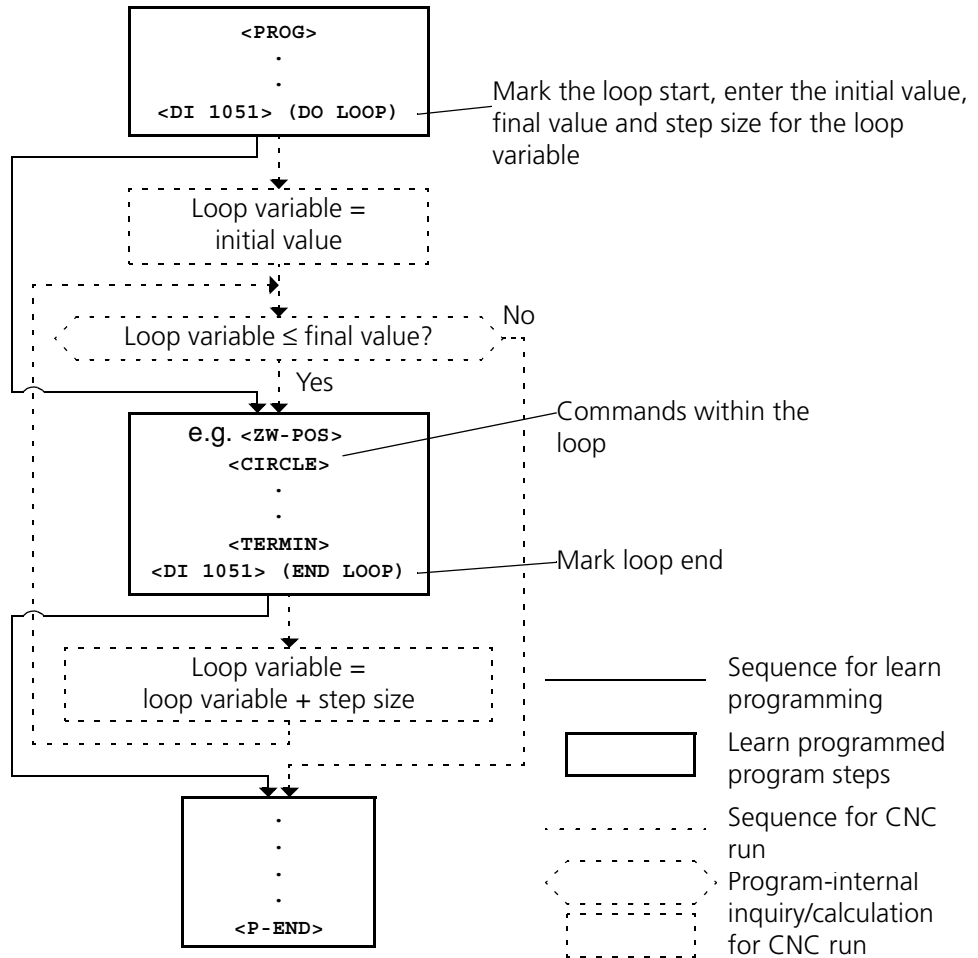 <PROG>
.
.
<DI 1051> (DO LOOP)
Mark the loop start, enter the initial value,
final value and step size for the loop
variable
Loop variable =
initial value
Loop variable ≤ final value?
No
Yes
e.g. <ZW-POS>
<CIRCLE>
.
.
<TERMIN>
<DI 1051> (END LOOP)
Commands within the
loop
Mark loop end
Loop variable =
loop variable + step size
.
.
.
.
<P-END>
Sequence for learn
programming
Learn programmed
program steps
Sequence for CNC
run
Program-internal
inquiry/calculation
for CNC run